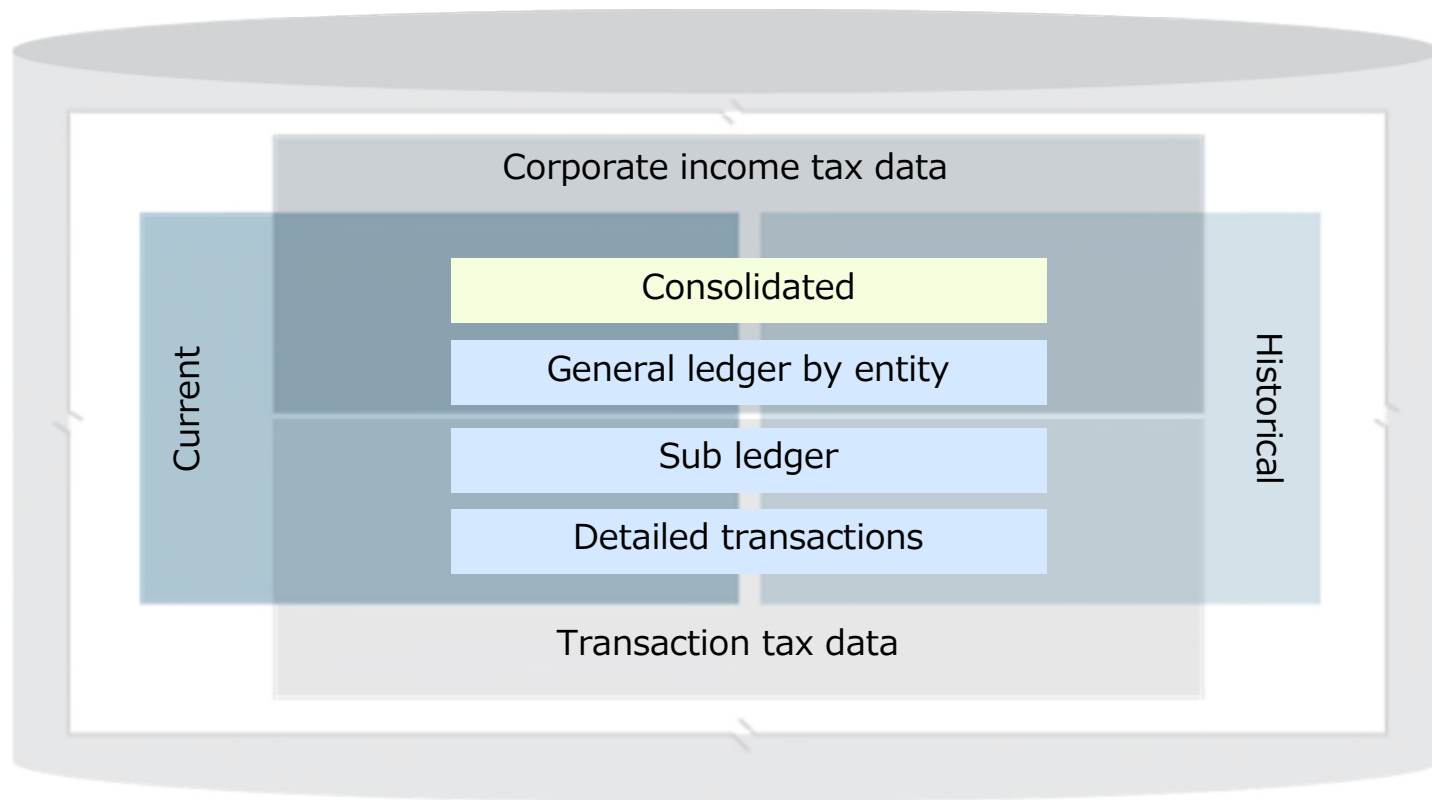 Corporate income tax data
Consolidated
General ledger by entity
Current
Historical
Sub ledger
Detailed transactions
Transaction tax data